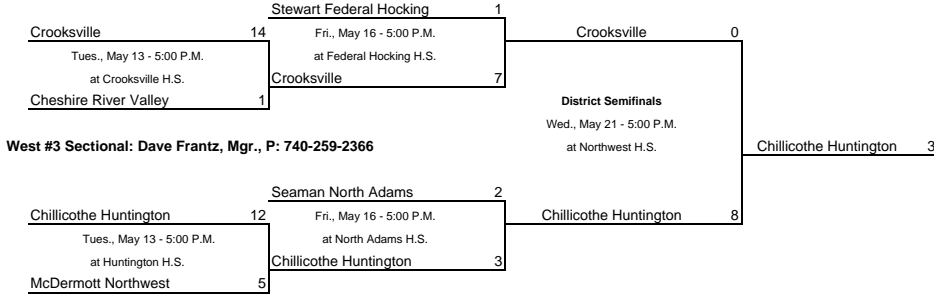 Stewart Federal Hocking 1
Crooksville 14
Fri., May 16 - 5:00 P.M.
Crooksville 0
Tues., May 13 - 5:00 P.M.
at Federal Hocking H.S.
at Crooksville H.S.
Crooksville 7
Cheshire River Valley 1
District Semifinals
Wed., May 21 - 5:00 P.M.
West #3 Sectional: Dave Frantz, Mgr., P: 740-259-2366
at Northwest H.S.
Chillicothe Huntington 3
Seaman North Adams 2
Chillicothe Huntington 12
Fri., May 16 - 5:00 P.M.
Chillicothe Huntington 8
Tues., May 13 - 5:00 P.M.
at North Adams H.S.
at Huntington H.S.
Chillicothe Huntington 3
McDermott Northwest 5